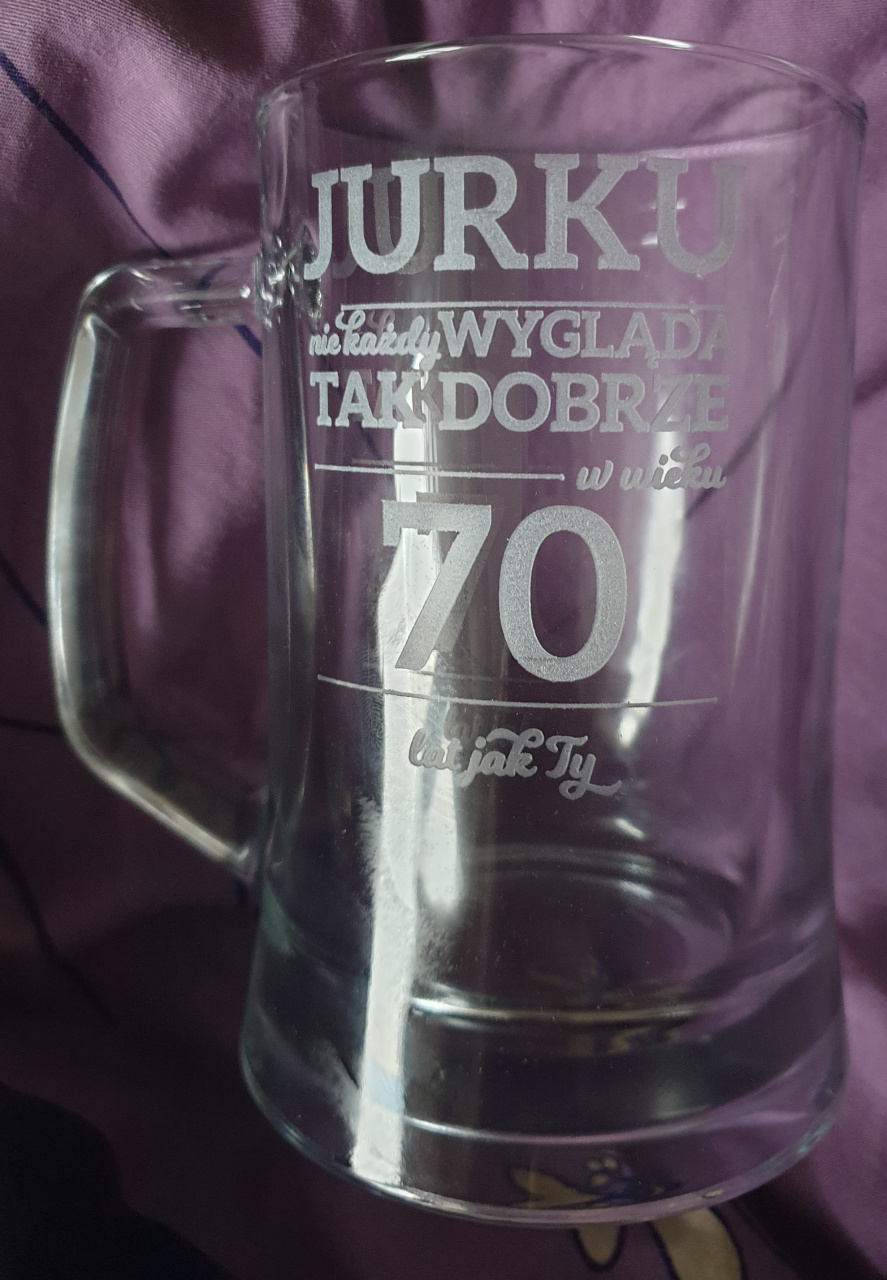 JURKU
nie każdy WYGLĄDA
TAK DOBRZE
w wieku
70
lat jak Ty